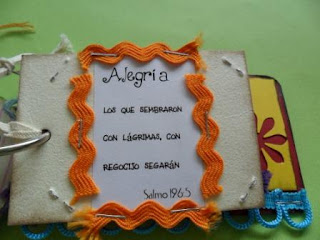 Alegría
LOS QUE SEMBRARON
CON LÁGRIMAS, CON
REGOCIJO SEGARÁN
Salmo 126:5